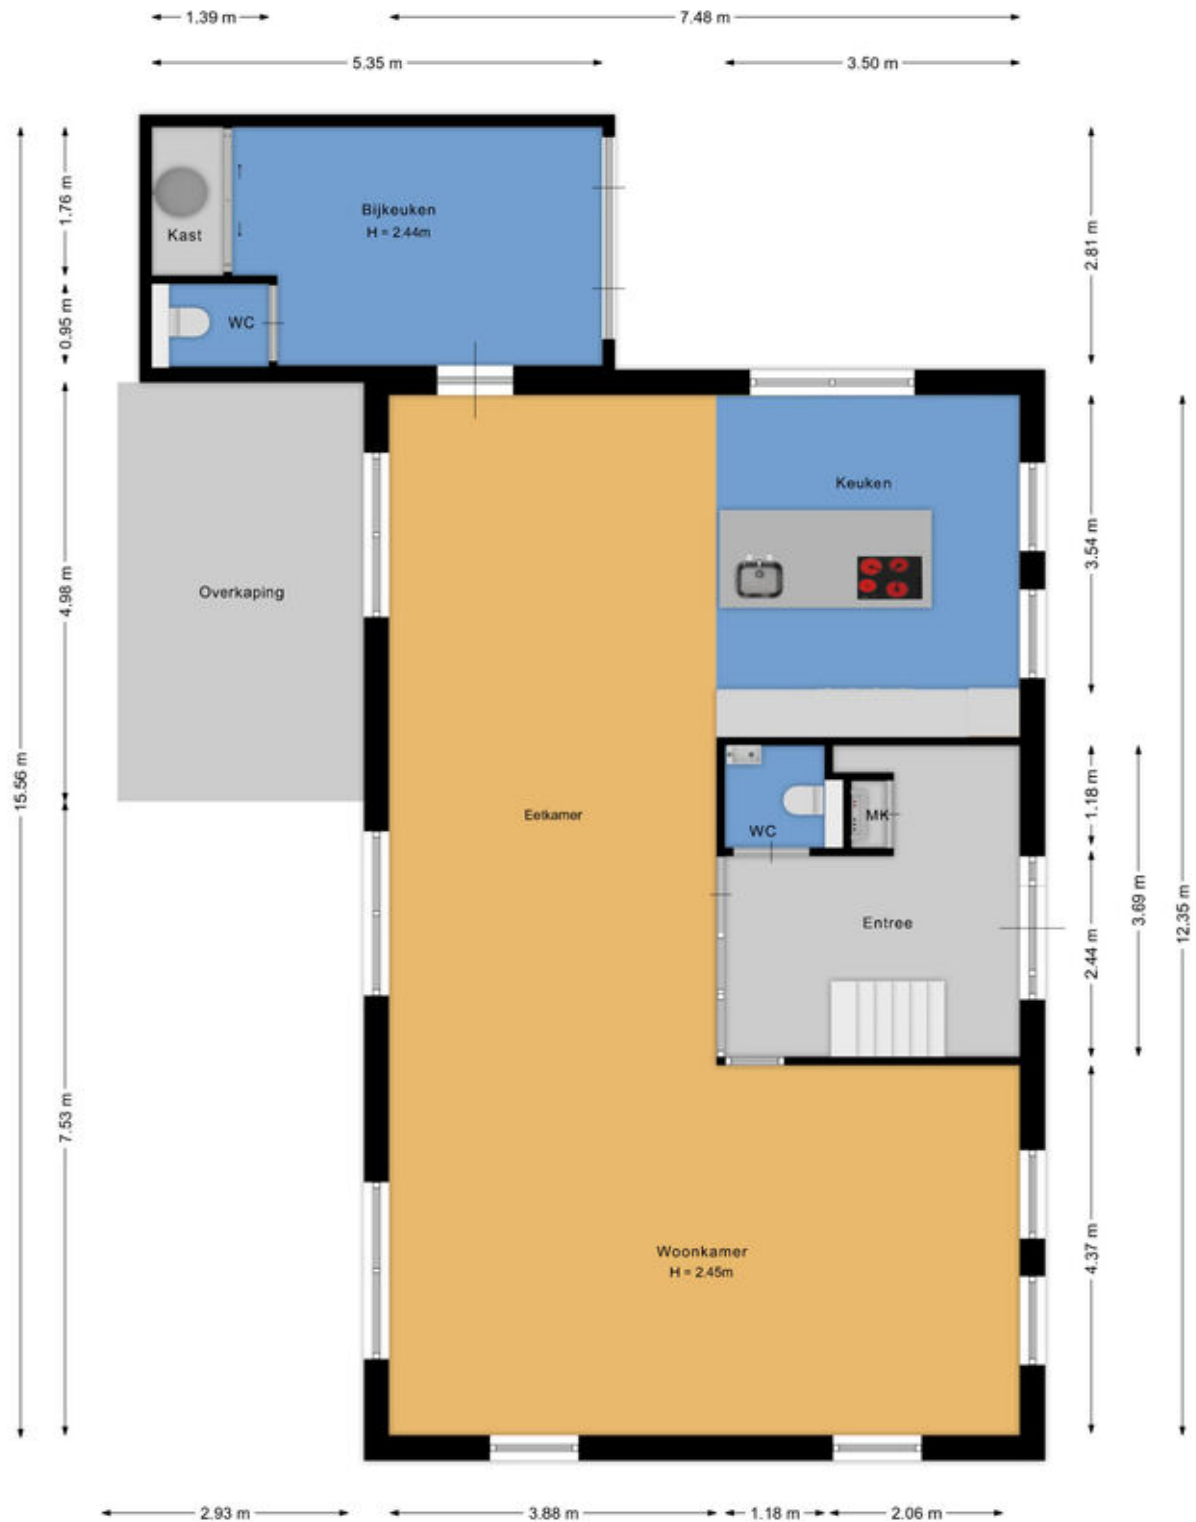 1.39 m
7.48 m
5.35 m
3.50 m
Bijkeuken
H = 2.44m
Kast
WC
1.76 m
0.95 m
2.81 m
Keuken
Overkaping
4.98 m
3.54 m
15.56 m
Eetkamer
WC
MK
1.18 m
Entree
3.69 m
12.35 m
2.44 m
7.53 m
Woonkamer
H = 2.45m
4.37 m
2.93 m
3.88 m
1.18 m
2.06 m